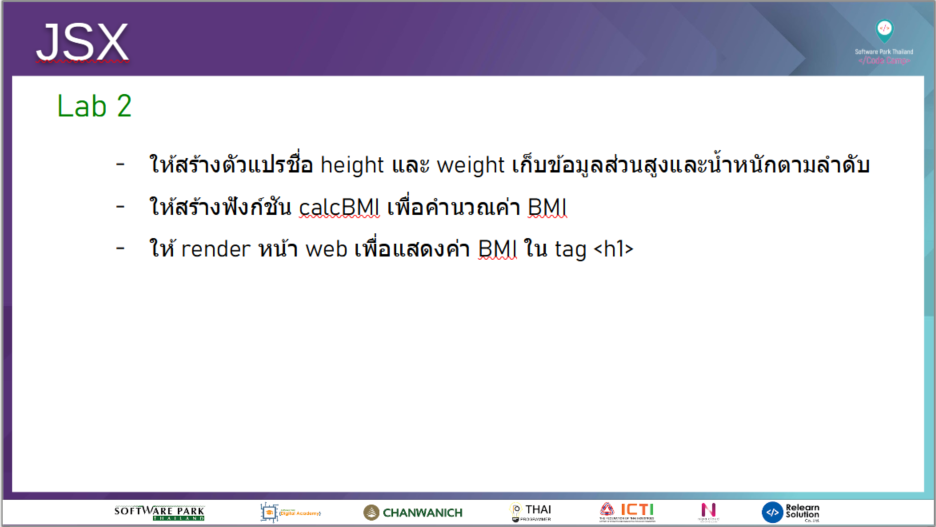 JSX
Software Park Thailand
Lab 2
- ให้สร้างตัวแปรชื่อ height และ weight เก็บข้อมูลส่วนสูงและน้ำหนักตามลำดับ
- ให้สร้างฟังก์ชัน calcBMI เพื่อคำนวณค่า BMI
- ให้ render หน้า web เพื่อแสดงค่า BMI ใน tag <h1>
SOFTWARE PARK
THAILAND
CHANWANICH
THAI
PROGRAMMER
ICTI
N
Relearn
Solution
Co.,Ltd.